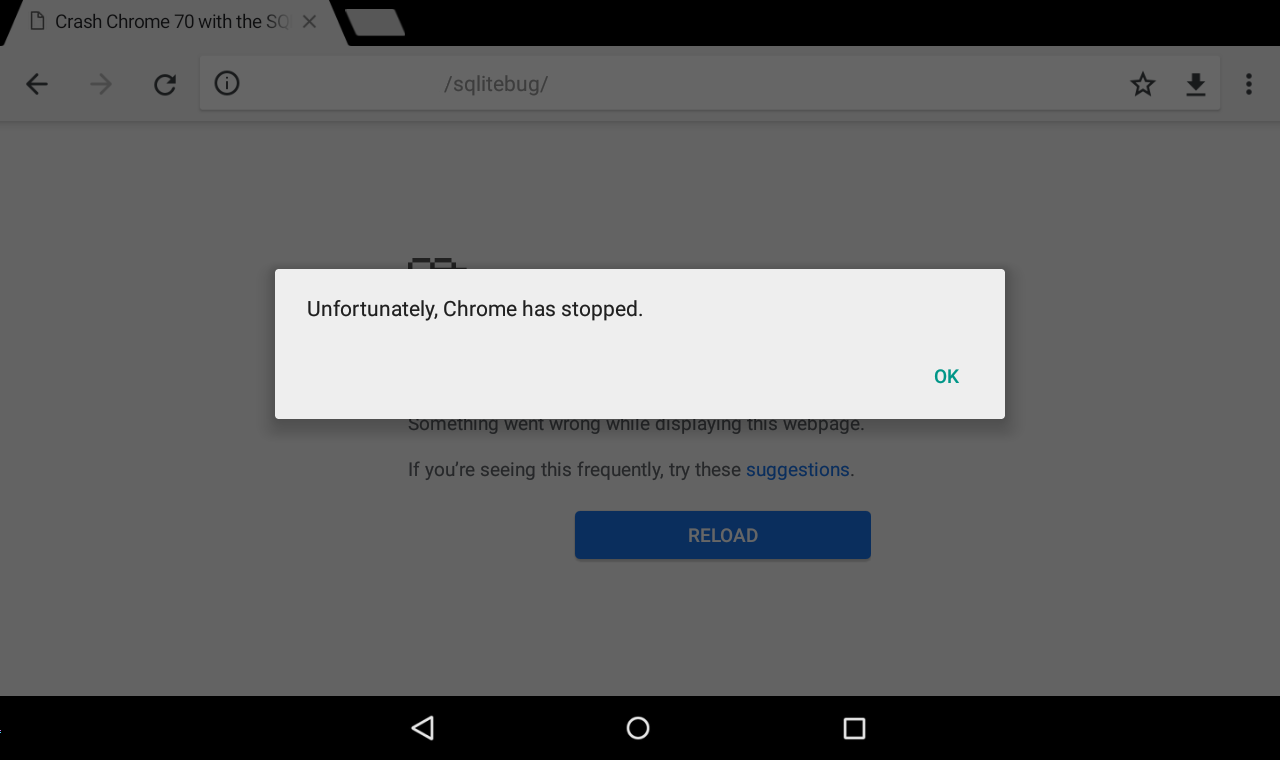 Crash Chrome 70 with the SQ
/sqlitebug/
Unfortunately, Chrome has stopped.
OK
Something went wrong while displaying this webpage.
If you’re seeing this frequently, try these suggestions.
RELOAD